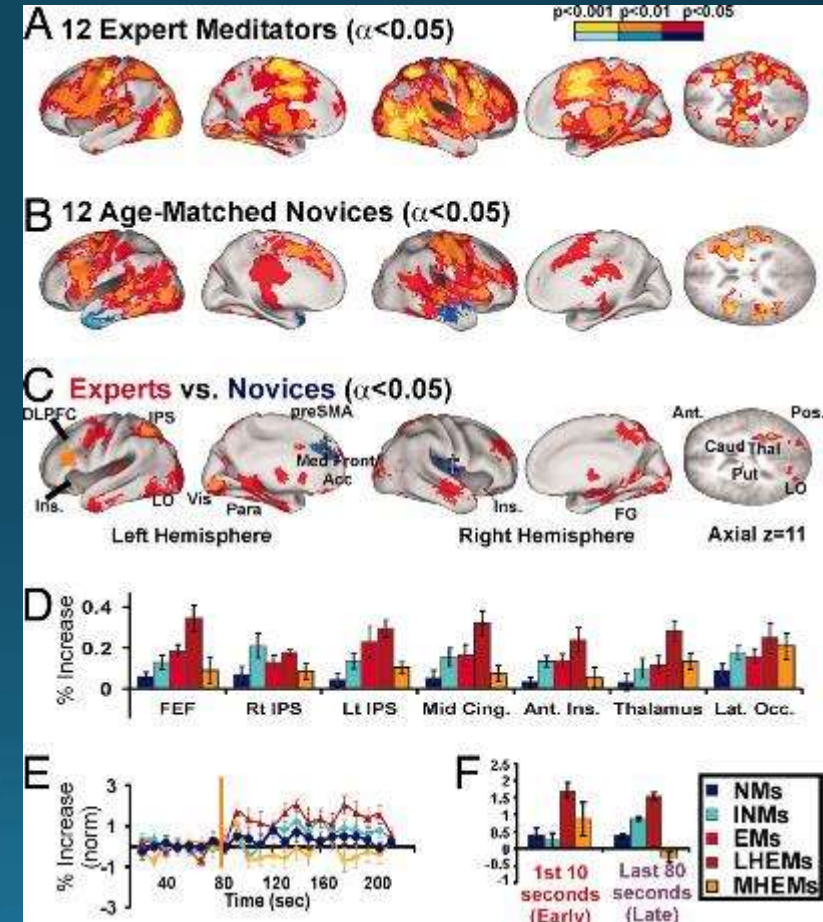 p<0.001 p<0.01 p<0.05
A 12 Expert Meditators (α<0.05)
B 12 Age-Matched Novices (α<0.05)
C Experts vs. Novices (α<0.05)
DLPFC IPS preSMA Ant. Pos.
Med Front/ Caud Thal
Acc Put
Ins. LO Vis Para Ins. FG LO
Left Hemisphere Right Hemisphere Axial z=11
D
% Increase
0.4
0.2
0
FEF Rt IPS Lt IPS Mid Cing. Ant. Ins. Thalamus Lat. Occ.
E
% Increase
(norm)
3
1
-1
-3
40 80 120 160 200
Time (sec)
F
2.5
2
1.5
1
0.5
0
-0.5
-1
1st 10 Last 80
seconds seconds
(Early) (Late)
NMs
INMs
EMs
LHEMs
MHEMs